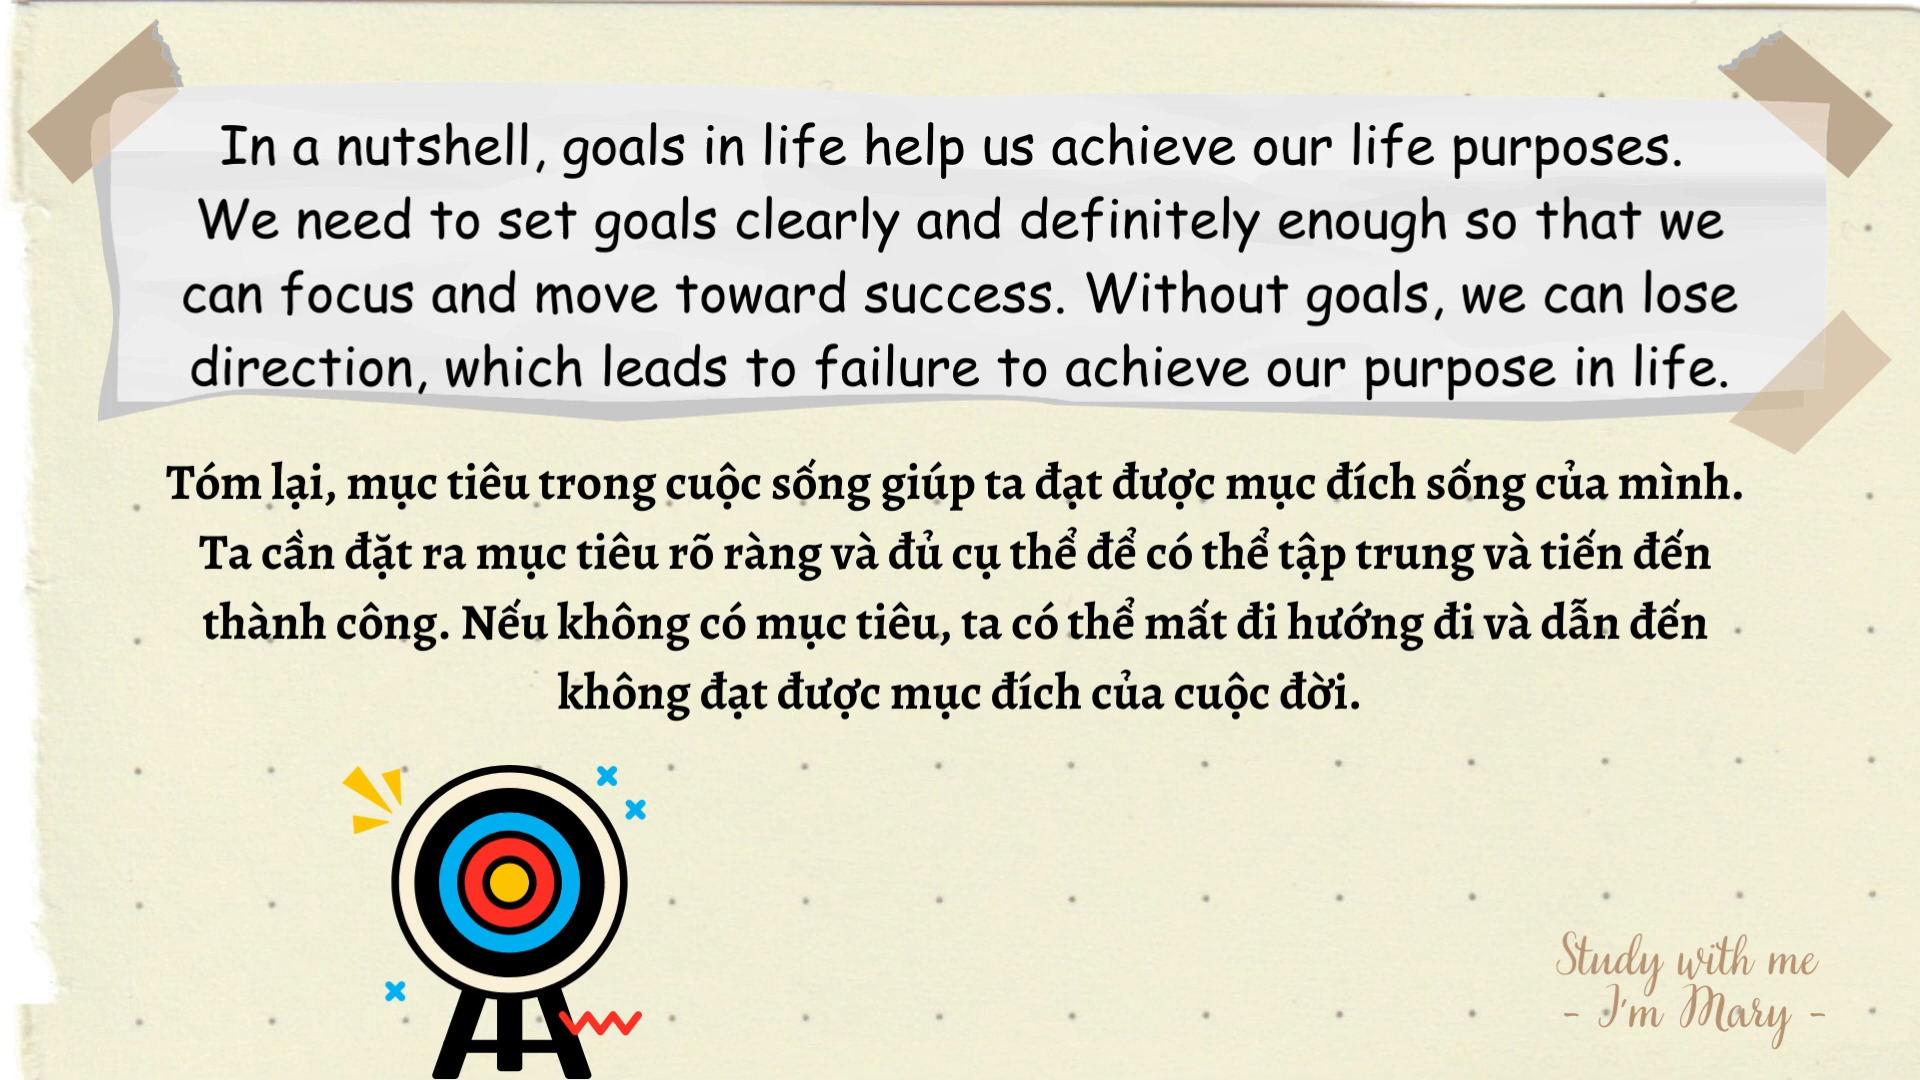 In a nutshell, goals in life help us achieve our life purposes.
We need to set goals clearly and definitely enough so that we
can focus and move toward success. Without goals, we can lose
direction, which leads to failure to achieve our purpose in life.
Tóm lại, mục tiêu trong cuộc sống giúp ta đạt được mục đích sống của mình.
Ta cần đặt ra mục tiêu rõ ràng và đủ cụ thể để có thể tập trung và tiến đến
thành công. Nếu không có mục tiêu, ta có thể mất đi hướng đi và dẫn đến
không đạt được mục đích của cuộc đời.
Study with me
- I'm Mary -